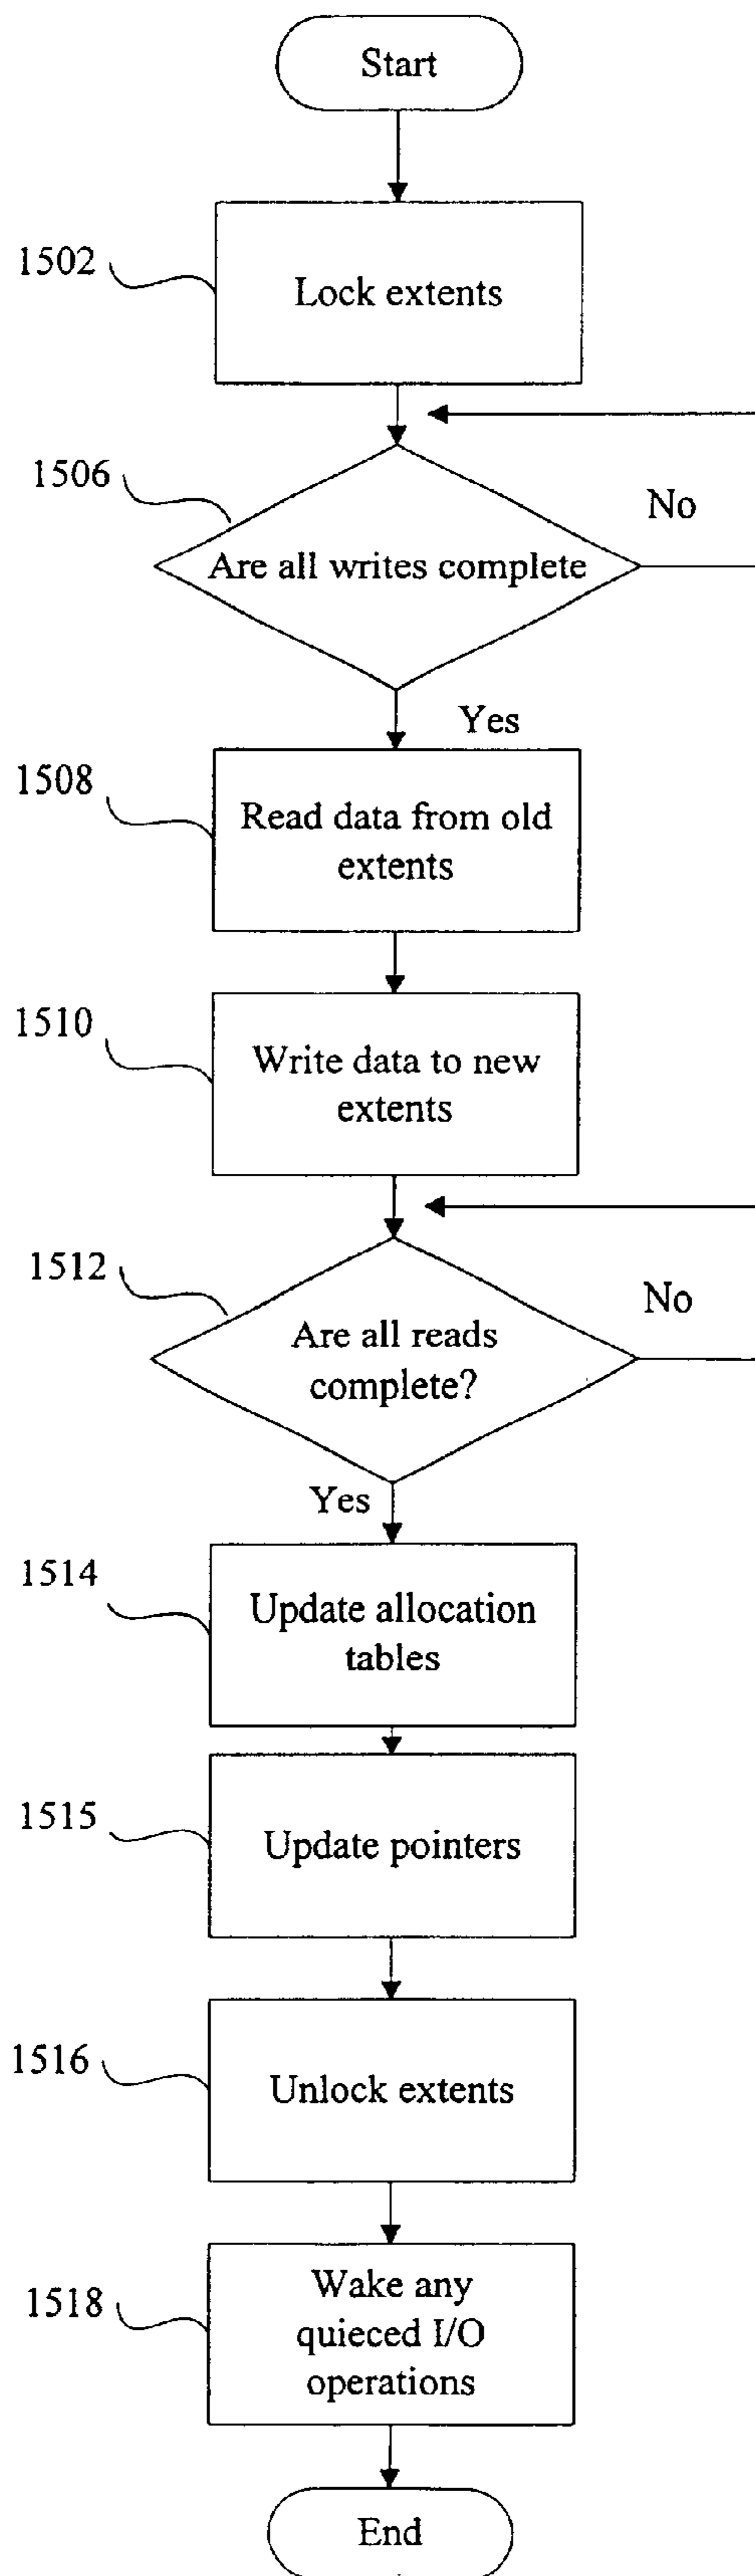 Start
1502
Lock extents
1506
No
Are all writes complete
Yes
1508
Read data from old
extents
1510
Write data to new
extents
1512
No
Are all reads
complete?
Yes
1514
Update allocation
tables
1515
Update pointers
1516
Unlock extents
1518
Wake any
quieced I/O
operations
End